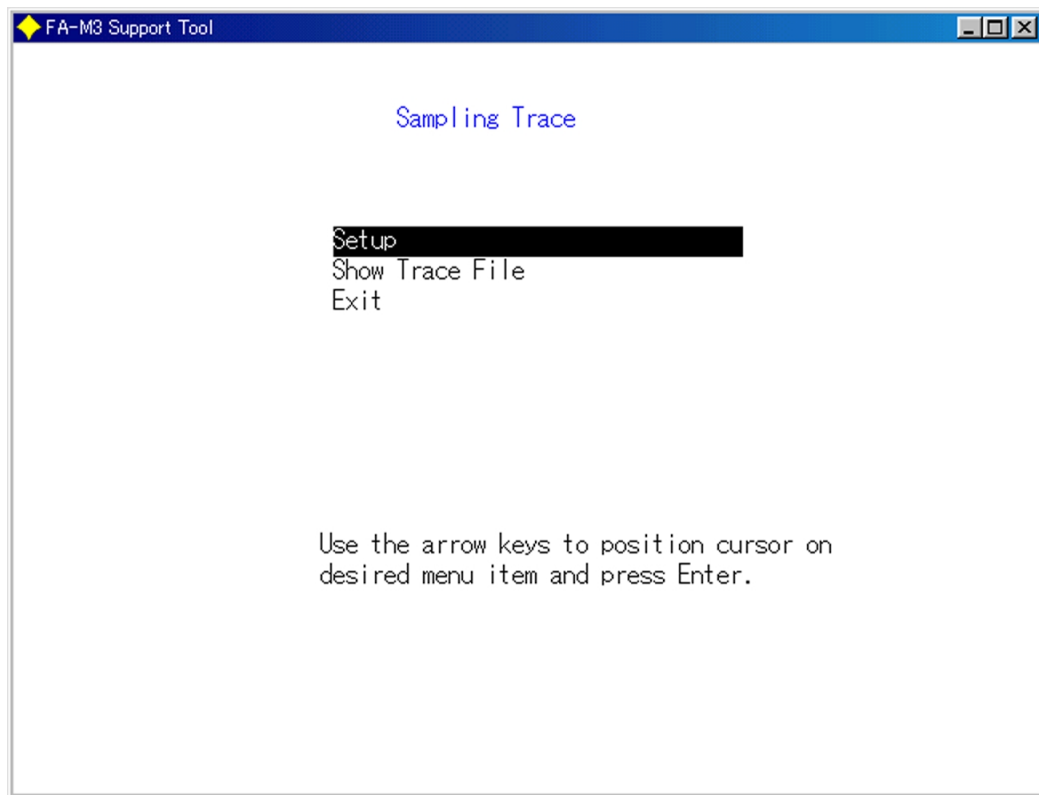 FA-M3 Support Tool
Sampling Trace
Setup
Show Trace File
Exit
Use the arrow keys to position cursor on
desired menu item and press Enter.